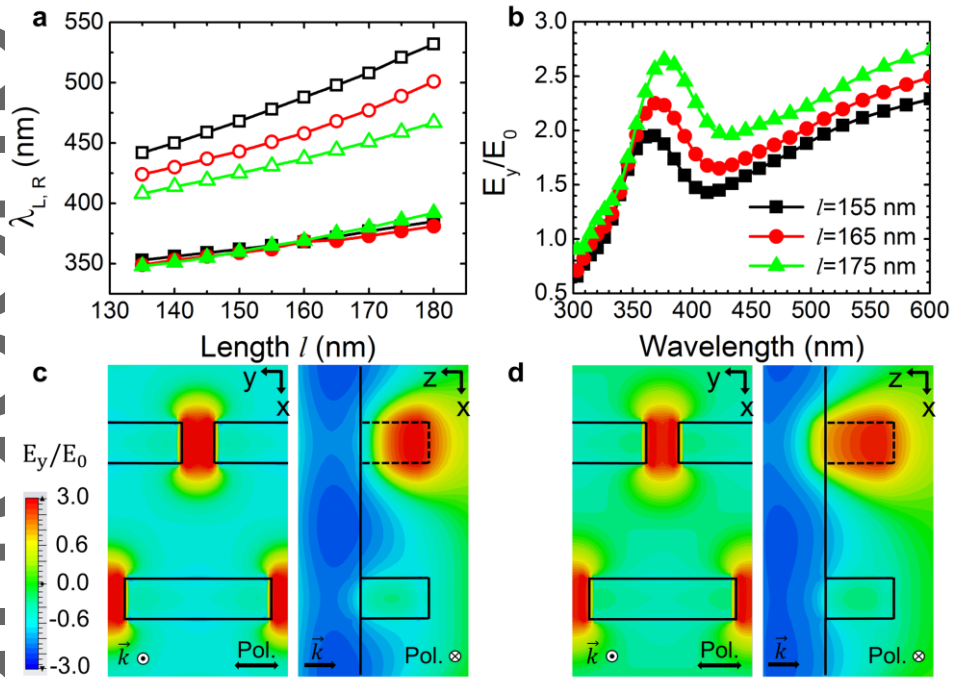 a
550
500
450
400
350
λL, R (nm)
130 140 150 160 170 180
Length l (nm)
b
3.0
2.5
2.0
1.5
1.0
0.5
Ey/E0
l=155 nm
l=165 nm
l=175 nm
300 350 400 450 500 550 600
Wavelength (nm)
c
y
x
z
x
Ey/E0
3.0
0.6
0.0
-0.6
-3.0
k⃗
Pol.
k⃗
Pol.
d
y
x
z
x
k⃗
Pol.
k⃗
Pol.